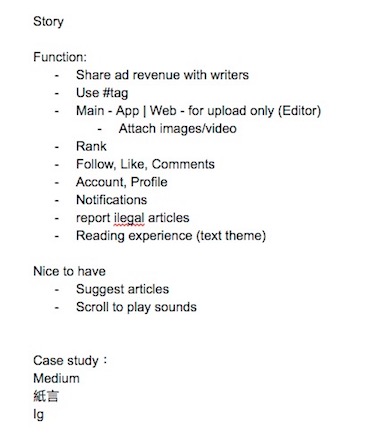 Story
Function:
- Share ad revenue with writers
- Use #tag
- Main - App | Web - for upload only (Editor)
- Attach images/video
- Rank
- Follow, Like, Comments
- Account, Profile
- Notifications
- report ilegal articles
- Reading experience (text theme)
Nice to have
- Suggest articles
- Scroll to play sounds
Case study：
Medium
紙言
Ig